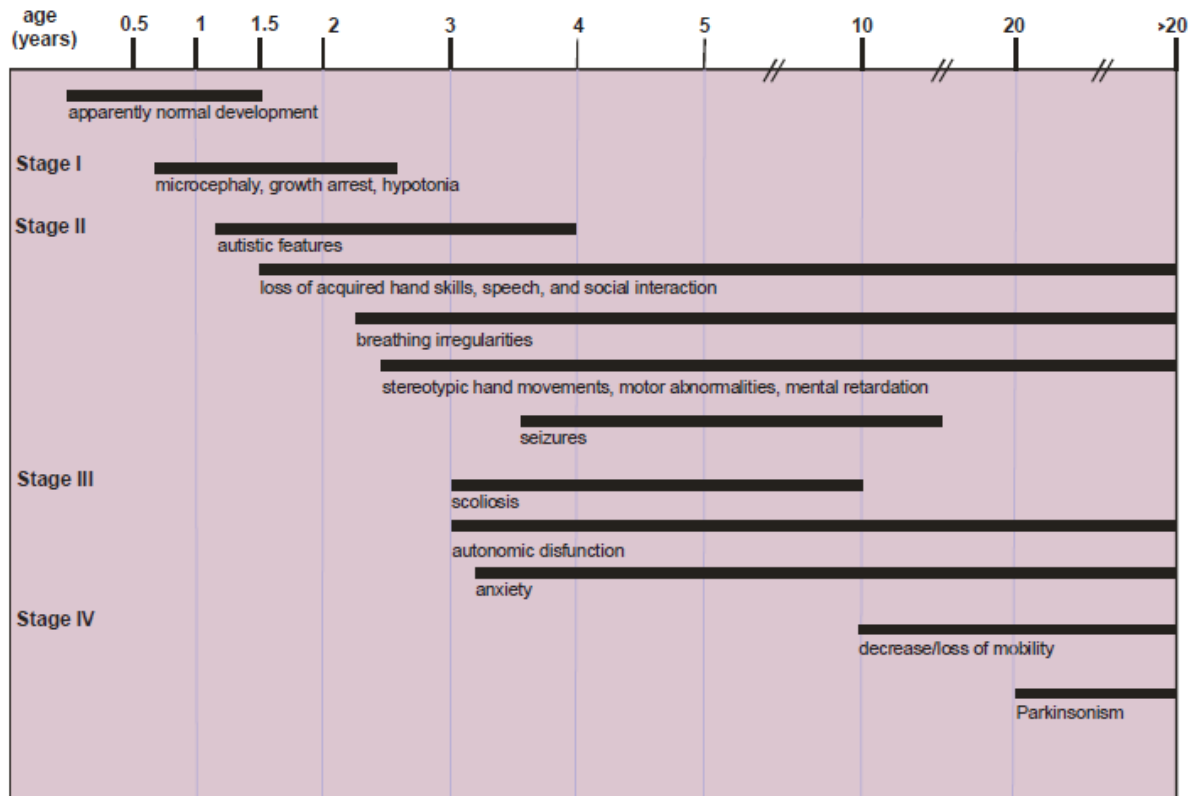 age
(years)
0.5 1 1.5 2 3 4 5 10 20 >20
apparently normal development
Stage I
microcephaly, growth arrest, hypotonia
Stage II
autistic features
loss of acquired hand skills, speech, and social interaction
breathing irregularities
stereotypic hand movements, motor abnormalities, mental retardation
seizures
Stage III
scoliosis
autonomic disfunction
anxiety
Stage IV
decrease/loss of mobility
Parkinsonism